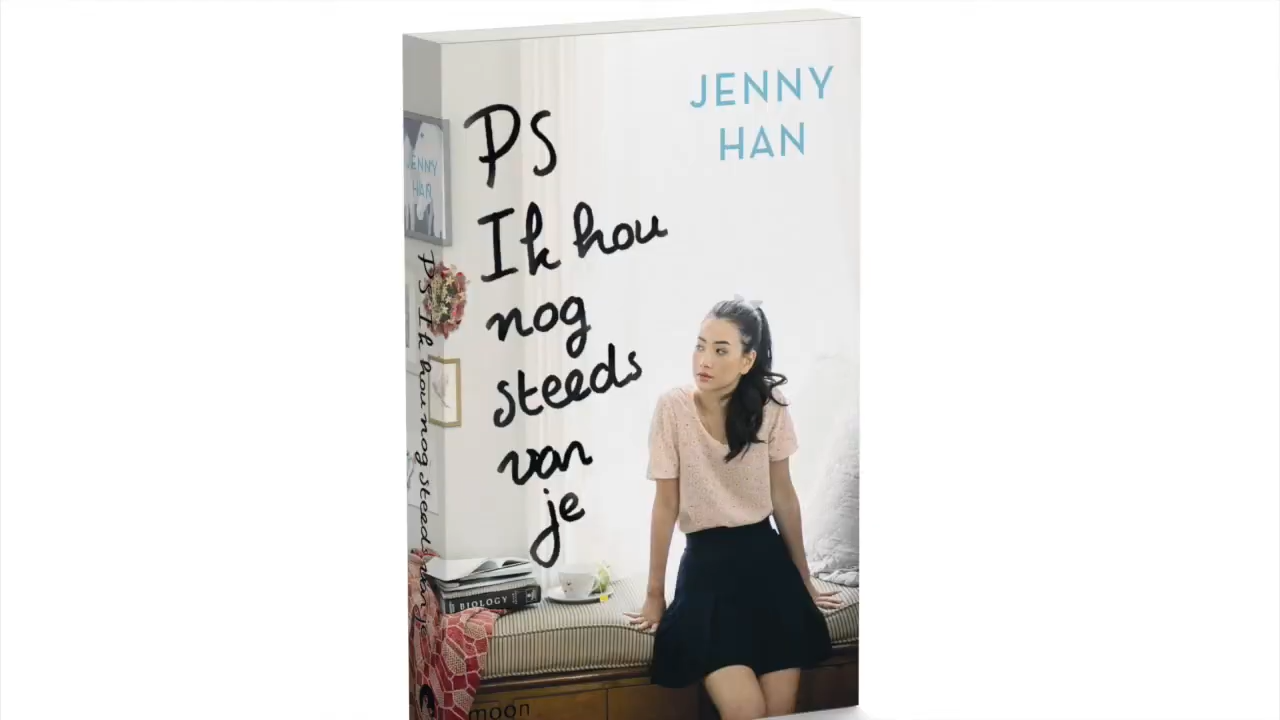 JENNY
HAN
PS
Ik hou
nog
steeds
van
je
JENNY
HAN
PS Ik hou nog steeds van je
BIOLOGY
moon